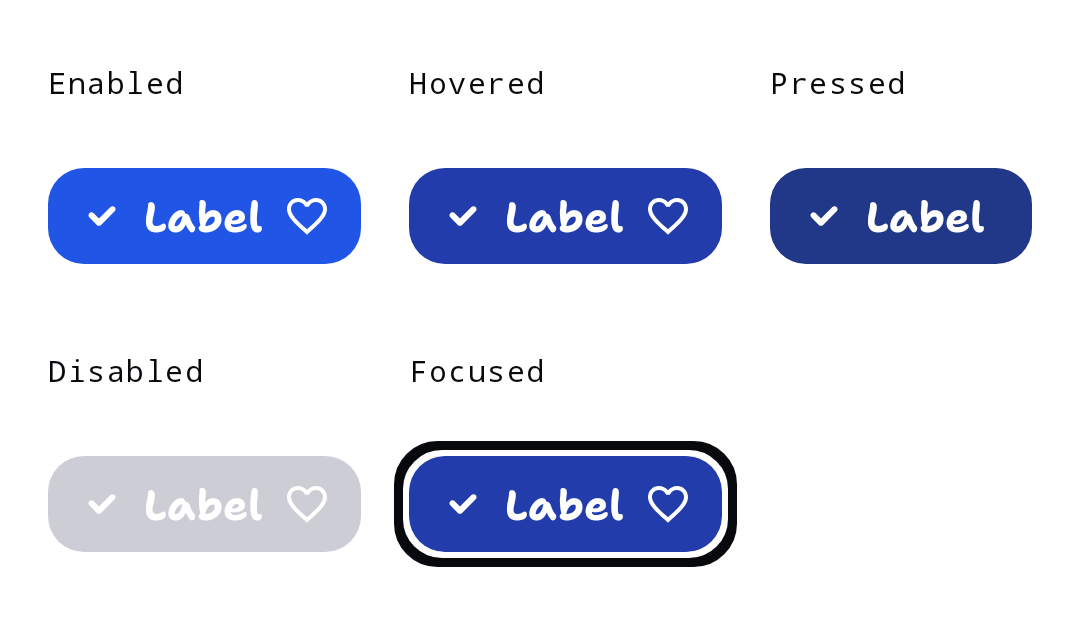 Enabled
Hovered
Pressed
Label
Label
Label
Disabled
Focused
Label
Label